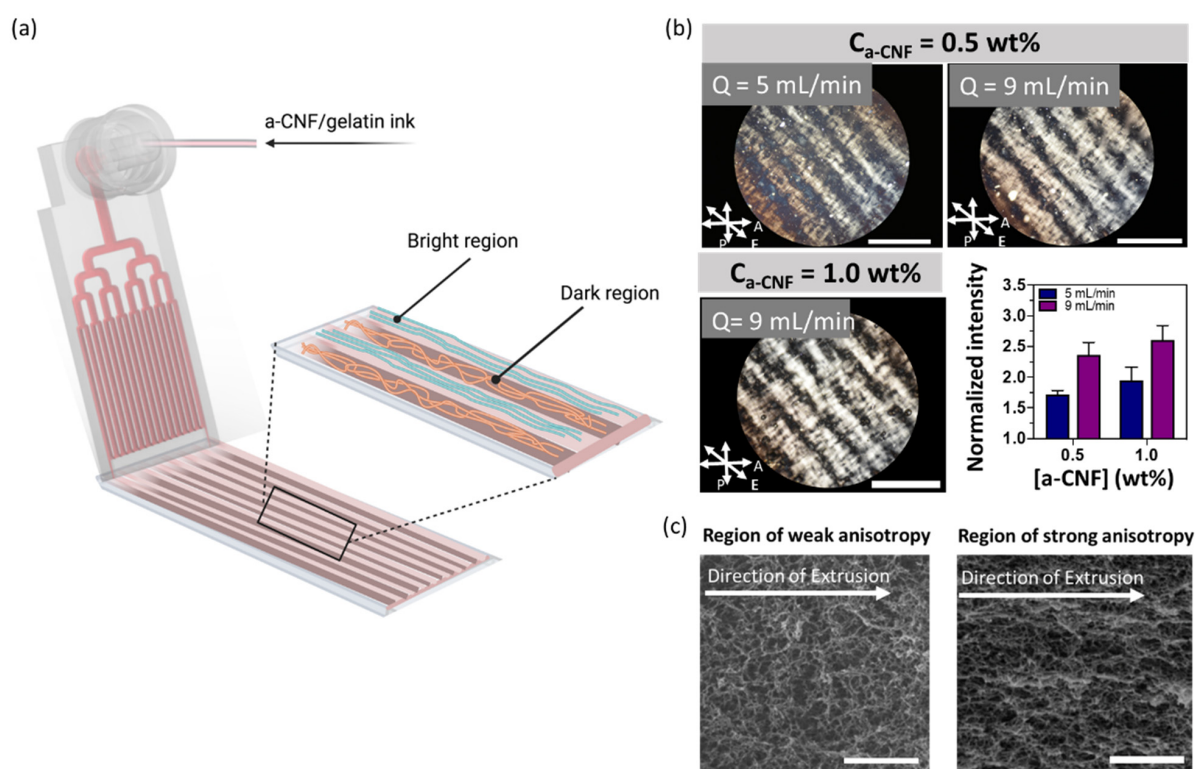 (a)
a-CNF/gelatin ink
Bright region
Dark region
(b)
C a-CNF = 0.5 wt%
Q = 5 mL/min
A
P
E
Q = 9 mL/min
A
P
E
C a-CNF = 1.0 wt%
Q= 9 mL/min
A
P
E
Normalized intensity
3.5
3.0
2.5
2.0
1.5
1.0
5 mL/min
9 mL/min
0.5
1.0
[a-CNF] (wt%)
(c)
Region of weak anisotropy
Direction of Extrusion
Region of strong anisotropy
Direction of Extrusion